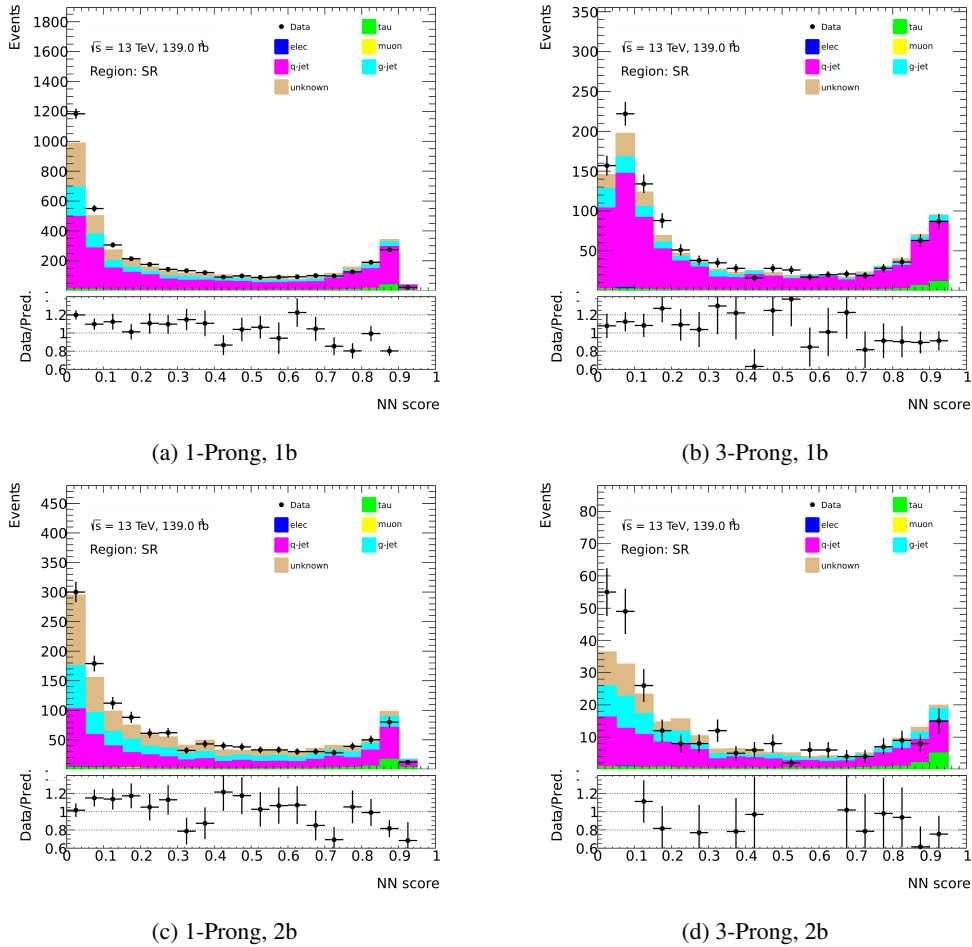 Events
1800
1600
1400
1200
1000
800
600
400
200
√s = 13 TeV, 139.0 fb
Region: SR
Data
tau
elec
muon
q-jet
g-jet
unknown
Data/Pred.
1.2
1
0.8
0.6
0 0.1 0.2 0.3 0.4 0.5 0.6 0.7 0.8 0.9 1
NN score
(a) 1-Prong, 1b
Events
350
300
250
200
150
100
50
√s = 13 TeV, 139.0 fb
Region: SR
Data
tau
elec
muon
q-jet
g-jet
unknown
Data/Pred.
1.2
1
0.8
0.6
0 0.1 0.2 0.3 0.4 0.5 0.6 0.7 0.8 0.9 1
NN score
(b) 3-Prong, 1b
Events
450
400
350
300
250
200
150
100
50
√s = 13 TeV, 139.0 fb
Region: SR
Data
tau
elec
muon
q-jet
g-jet
unknown
Data/Pred.
1.2
1
0.8
0.6
0 0.1 0.2 0.3 0.4 0.5 0.6 0.7 0.8 0.9 1
NN score
(c) 1-Prong, 2b
Events
80
70
60
50
40
30
20
10
√s = 13 TeV, 139.0 fb
Region: SR
Data
tau
elec
muon
q-jet
g-jet
unknown
Data/Pred.
1.2
1
0.8
0.6
0 0.1 0.2 0.3 0.4 0.5 0.6 0.7 0.8 0.9 1
NN score
(d) 3-Prong, 2b